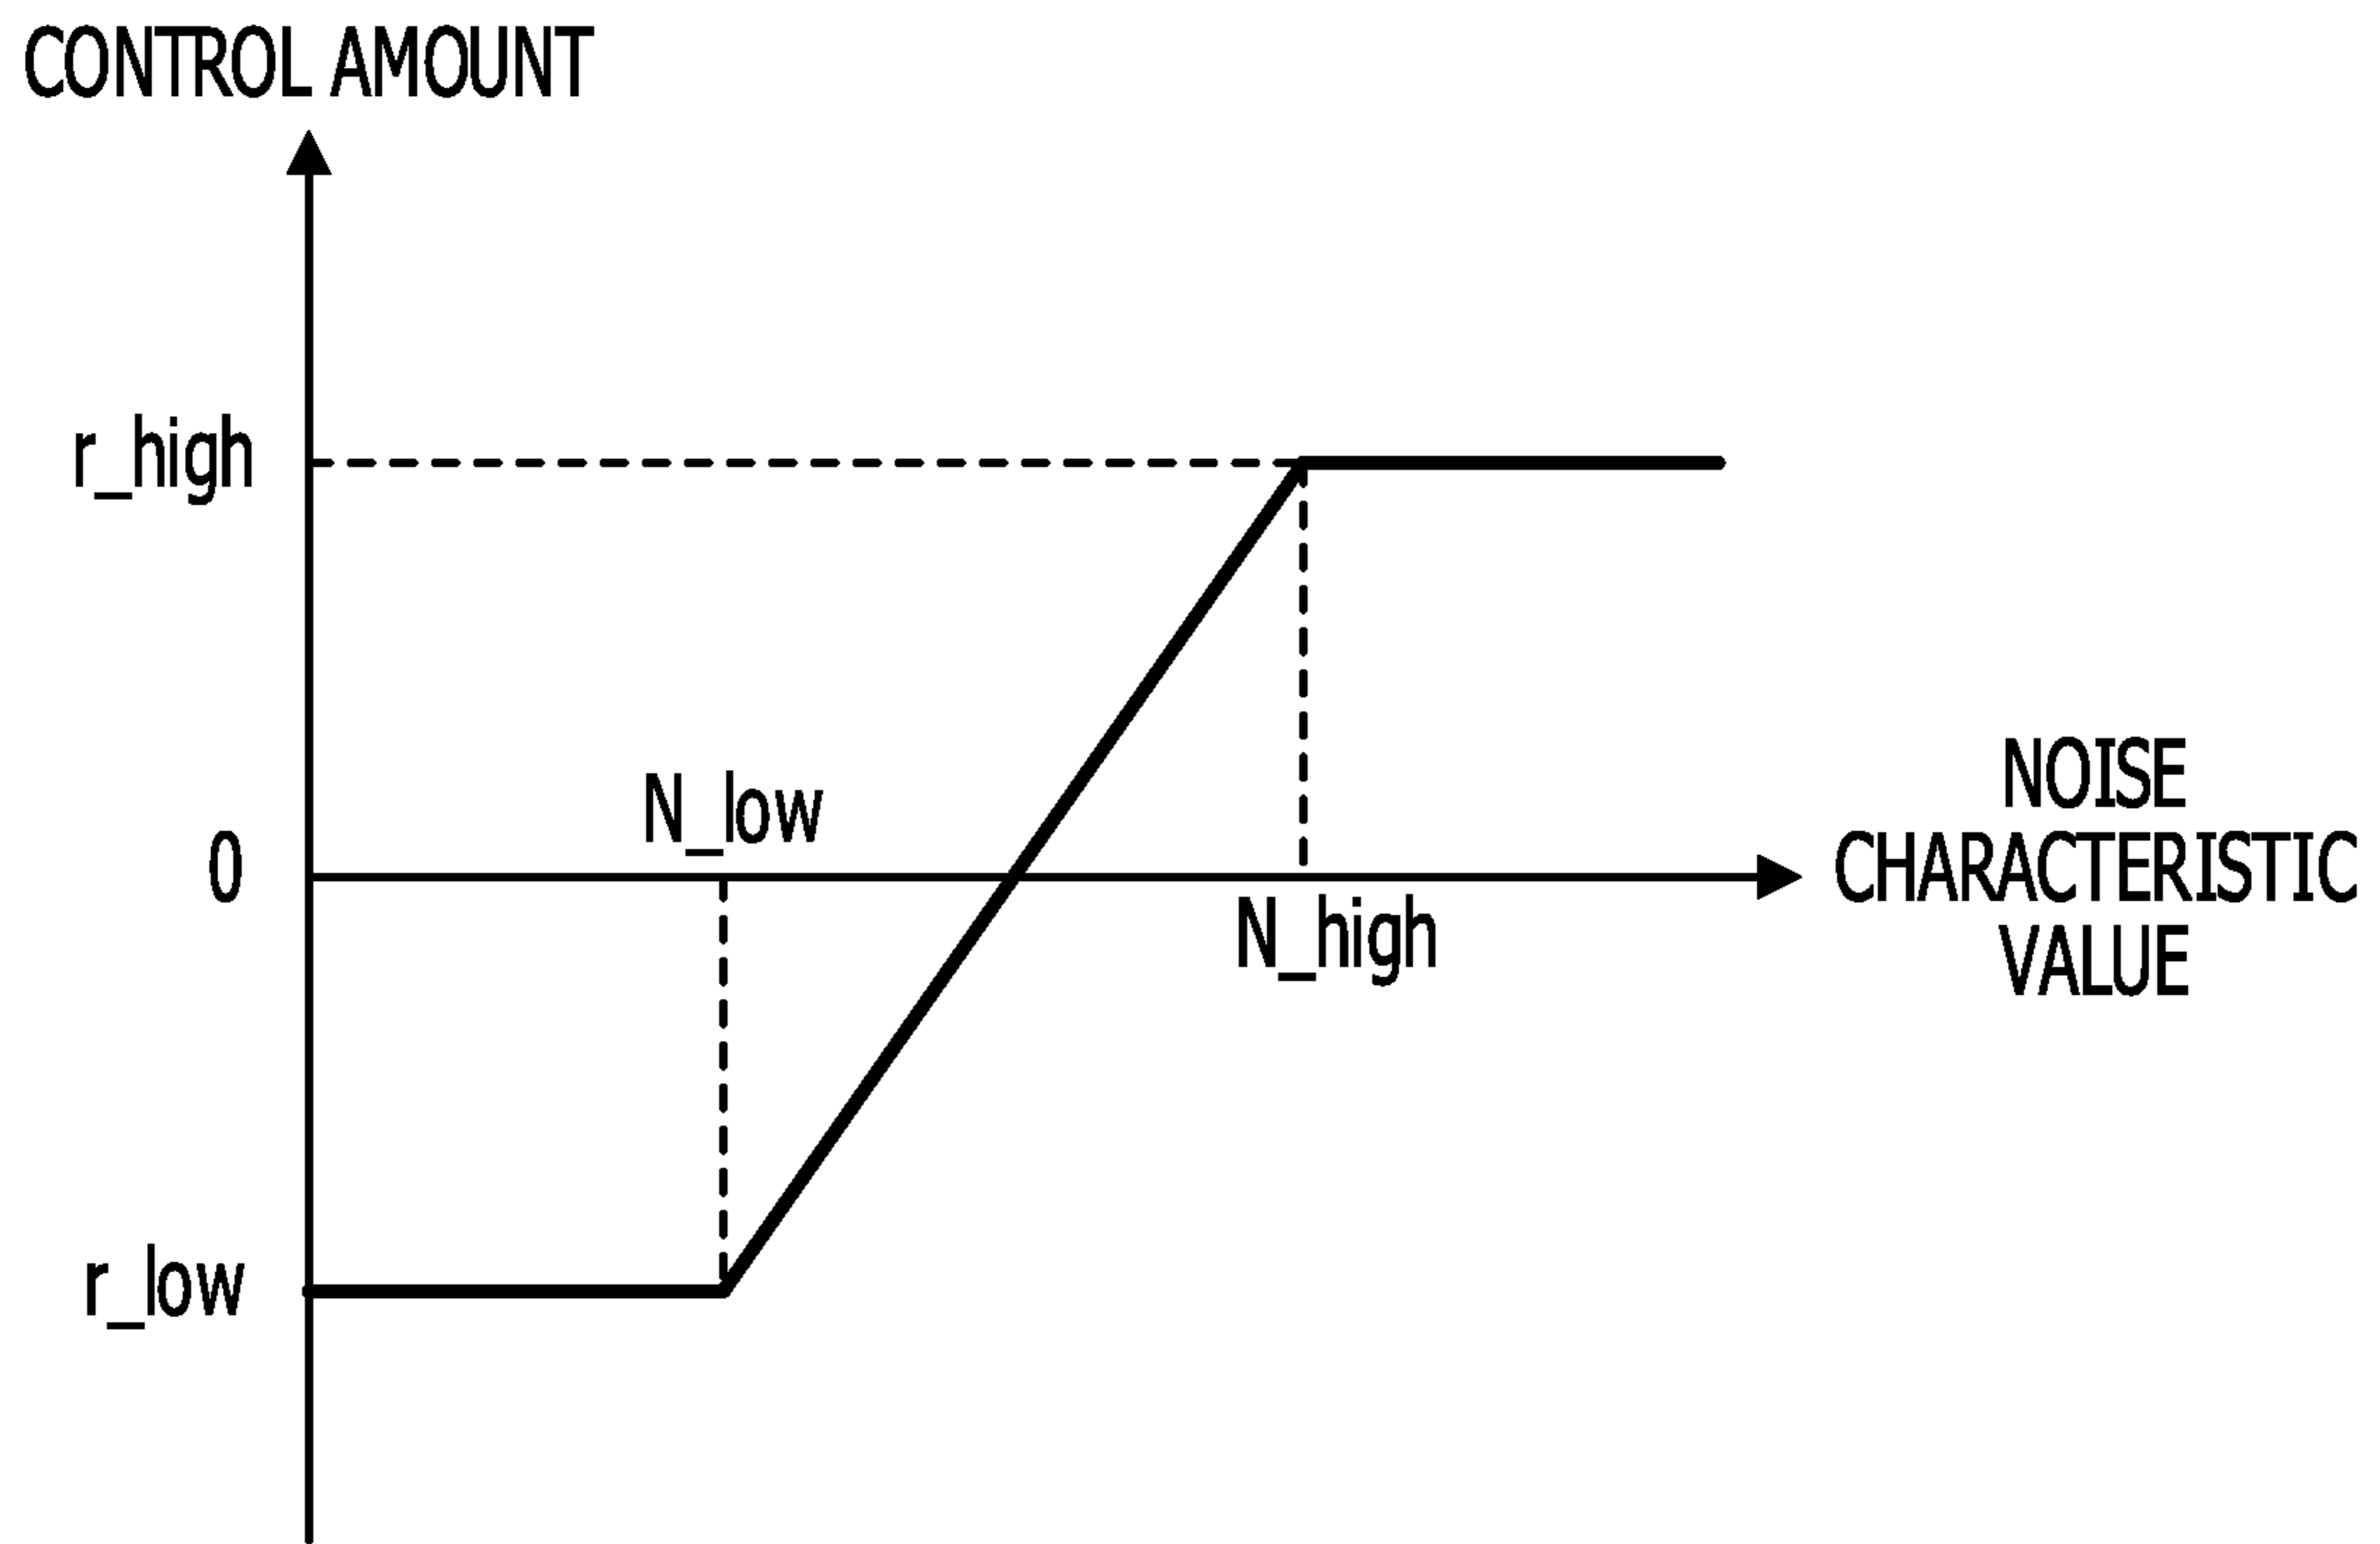 CONTROL AMOUNT
r_high
N_low
0
N_high
NOISE
CHARACTERISTIC
VALUE
r_low